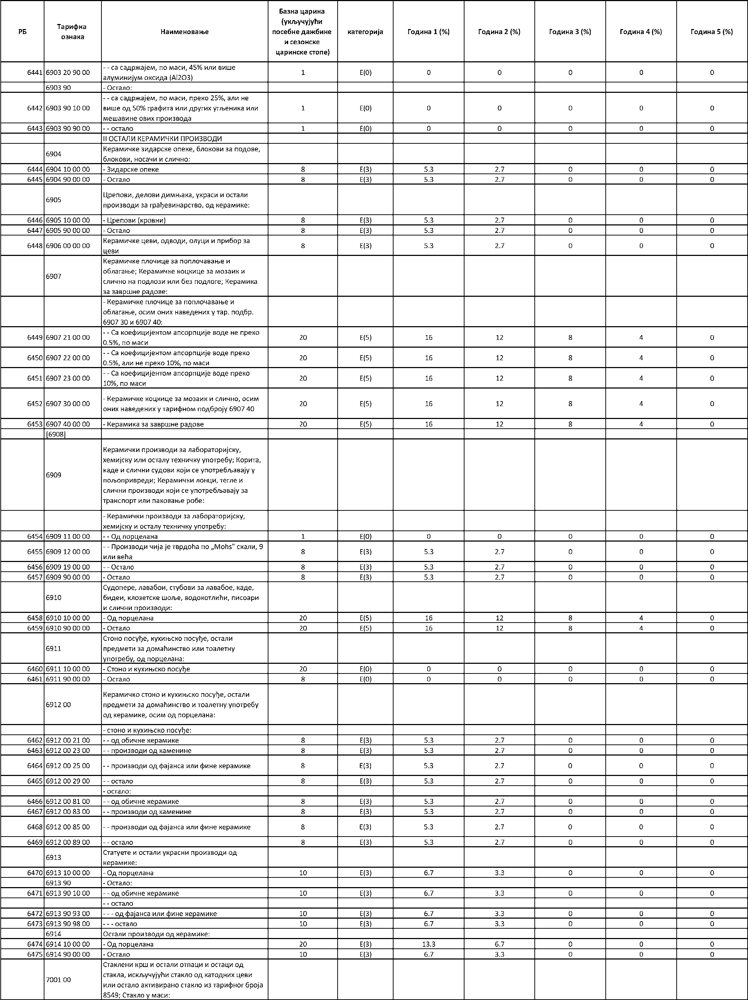 РБ	Тарифна ознака	Наименовање	Базна царина (укључујући посебне дажбине и сезонске царинске стопе)	категорија	Година 1 (%)	Година 2 (%)	Година 3 (%)	Година 4 (%)	Година 5 (%)
6441	6903 20 90 00	- - са садржајем, по маси, 45% или више алуминијум оксида (Al2O3)	1	E(0)	0	0	0	0	0
6903 90	- Остало:
6442	6903 90 10 00	- - са садржајем, по маси, преко 25%, али не више од 50% графита или других угљеника или мешавине ових производа	1	E(0)	0	0	0	0	0
6443	6903 90 90 00	- - остало	1	E(0)	0	0	0	0	0
II ОСТАЛИ КЕРАМИЧКИ ПРОИЗВОДИ
6904	Керамичке зидарске опеке, блокови за подове, блокови, носачи и слично:
6444	6904 10 00 00	- Зидарске опеке	8	E(3)	5.3	2.7	0	0	0
6445	6904 90 00 00	- Остало	8	E(3)	5.3	2.7	0	0	0
6905	Црепови, делови димњака, украси и остали производи за грађевинарство, од керамике:
6446	6905 10 00 00	- Црепови (кровни)	8	E(3)	5.3	2.7	0	0	0
6447	6905 90 00 00	- Остало	8	E(3)	5.3	2.7	0	0	0
6448	6906 00 00 00	Керамичке цеви, одводи, олуци и прибор за цеви	8	E(3)	5.3	2.7	0	0	0
6907	Керамичке плочице за поплочавање и облагање; Керамичке коцкице за мозаик и слично на подлози или без подлоге; Керамика за завршне радове:
- Керамичке плочице за поплочавање и облагање, осим оних наведених у тар. подбр. 6907 30 и 6907 40:
6449	6907 21 00 00	- - Са коефицијентом апсорпције воде не преко 0.5%, по маси	20	E(5)	16	12	8	4	0
6450	6907 22 00 00	- - Са коефицијентом апсорпције воде преко 0.5%, али не преко 10%, по маси	20	E(5)	16	12	8	4	0
6451	6907 23 00 00	- - Са коефицијентом апсорпције воде преко 10%, по маси	20	E(5)	16	12	8	4	0
6452	6907 30 00 00	- Керамичке коцкице за мозаик и слично, осим оних наведених у тарифном подброју 6907 40	20	E(5)	16	12	8	4	0
6453	6907 40 00 00	- Керамика за завршне радове	20	E(5)	16	12	8	4	0
[6908]
6909	Керамички производи за лабораторијску, хемијску или осталу техничку употребу; Корита, каде и слични судови који се употребљавају у пољопривреди; Керамички лонци, тегле и слични производи који се употребљавају за транспорт или паковање робе:
- Керамички производи за лабораторијску, хемијску и осталу техничку употребу:
6454	6909 11 00 00	- - Од порцелана	1	E(0)	0	0	0	0	0
6455	6909 12 00 00	- - Производи чија је тврдоћа по „Mohs” скали, 9 или већа	8	E(3)	5.3	2.7	0	0	0
6456	6909 19 00 00	- - Остало	8	E(3)	5.3	2.7	0	0	0
6457	6909 90 00 00	- Остало	8	E(3)	5.3	2.7	0	0	0
6910	Судопере, лавабои, стубови за лавабое, каде, бидеи, клозетске шоље, водокотлићи, писоари и слични производи:
6458	6910 10 00 00	- Од порцелана	20	E(5)	16	12	8	4	0
6459	6910 90 00 00	- Остало	20	E(5)	16	12	8	4	0
6911	Стоно посуђе, кухињско посуђе, остали предмети за домаћинство или тоалетну употребу, од порцелана:
6460	6911 10 00 00	- Стоно и кухињско посуђе	20	E(0)	0	0	0	0	0
6461	6911 90 00 00	- Остало	8	E(0)	0	0	0	0	0
6912 00	Керамичко стоно и кухињско посуђе, остали предмети за домаћинство и тоалетну употребу од керамике, осим од порцелана:
- стоно и кухињско посуђе:
6462	6912 00 21 00	- - од обичне керамике	8	E(3)	5.3	2.7	0	0	0
6463	6912 00 23 00	- - производи од каменине	8	E(3)	5.3	2.7	0	0	0
6464	6912 00 25 00	- - производи од фајанса или фине керамике	8	E(3)	5.3	2.7	0	0	0
6465	6912 00 29 00	- - остало	8	E(3)	5.3	2.7	0	0	0
- остало:
6466	6912 00 81 00	- - од обичне керамике	8	E(3)	5.3	2.7	0	0	0
6467	6912 00 83 00	- - производи од каменине	8	E(3)	5.3	2.7	0	0	0
6468	6912 00 85 00	- - производи од фајанса или фине керамике	8	E(3)	5.3	2.7	0	0	0
6469	6912 00 89 00	- - остало	8	E(3)	5.3	2.7	0	0	0
6913	Статуете и остали украсни производи од керамике:
6470	6913 10 00 00	- Од порцелана	10	E(3)	6.7	3.3	0	0	0
6913 90	- Остало:
6471	6913 90 10 00	- - од обичне керамике	10	E(3)	6.7	3.3	0	0	0
- - остало
6472	6913 90 93 00	- - - од фајанса или фине керамике	10	E(3)	6.7	3.3	0	0	0
6473	6913 90 98 00	- - - остало	10	E(3)	6.7	3.3	0	0	0
6914	Остали производи од керамике:
6474	6914 10 00 00	- Од порцелана	20	E(3)	13.3	6.7	0	0	0
6475	6914 90 00 00	- Остало	10	E(3)	6.7	3.3	0	0	0
7001 00	Стаклени крш и остали отпаци и остаци од стакла, искључујући стакло од катодних цеви или остало активирано стакло из тарифног броја 8549; Стакло у маси: